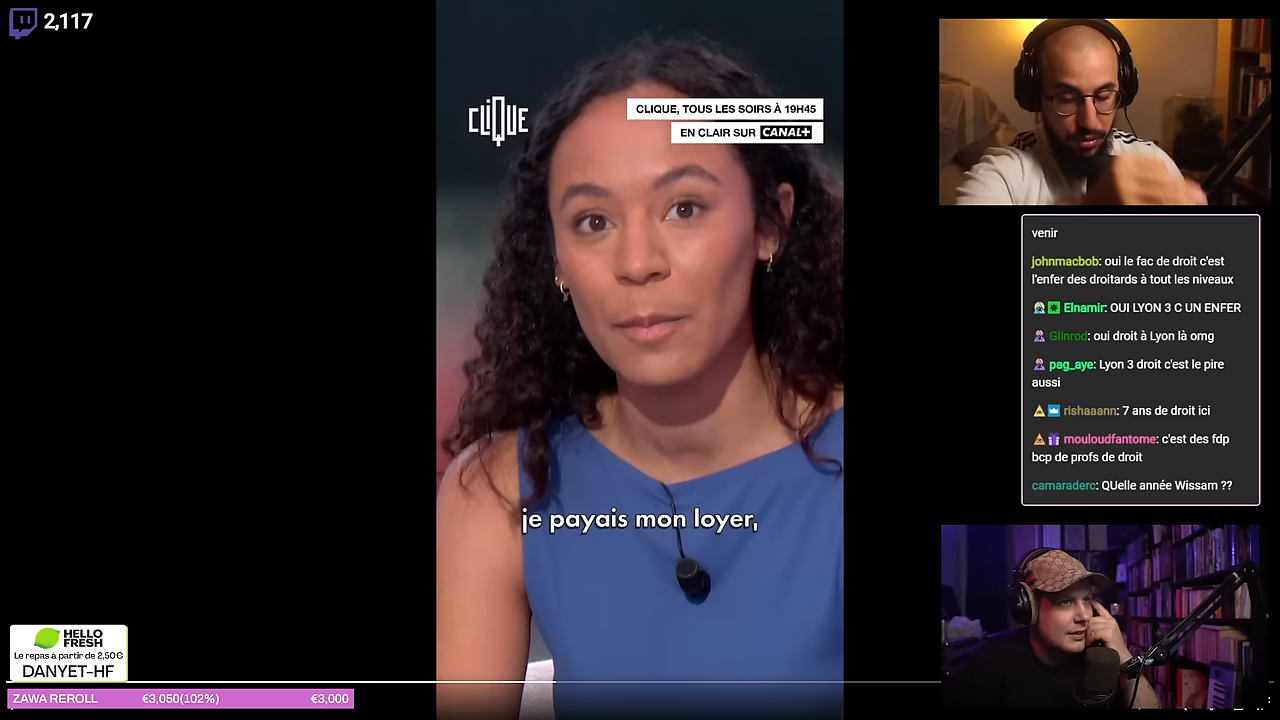 2,117
CLIQUE
CLIQUE, TOUS LES SOIRS À 19H45
EN CLAIR SUR CANAL+
venir
johnmacbob: oui le fac de droit c'est
l'enfer des droitards à tout les niveaux
Elnamir: OUI LYON 3 C UN ENFER
Glinrod: oui droit à Lyon là omg
pag_aye: Lyon 3 droit c'est le pire
aussi
rishaaann: 7 ans de droit ici
mouloudfantome: c'est des fdp
bcp de profs de droit
camaraderc: QUelle année Wissam ??
je payais mon loyer,
HELLO
FRESH
Le repas à partir de 2,50€
DANYET-HF
ZAWA REROLL €3,050(102%) €3,000